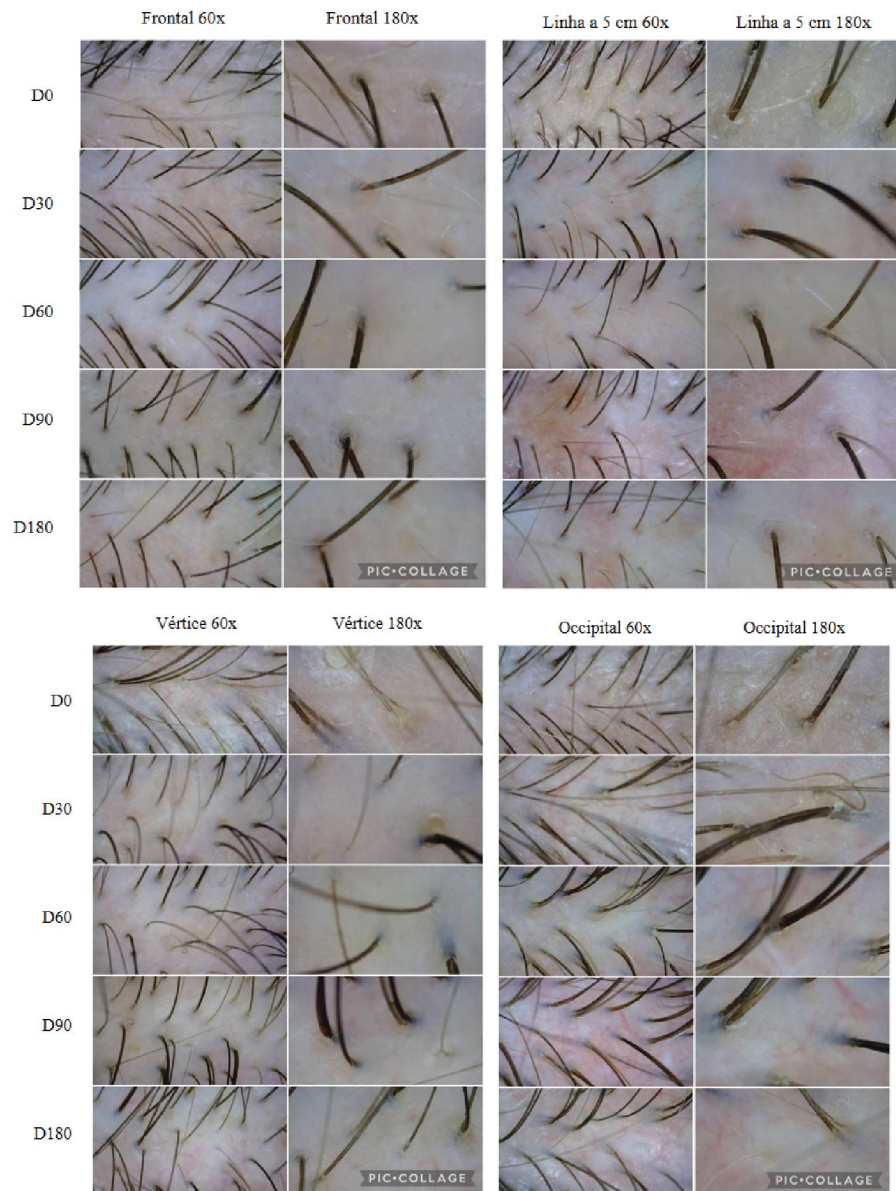 Frontal 60x Frontal 180x Linha a 5 cm 60x Linha a 5 cm 180x
D0
D30
D60
D90
D180
PIC•COLLAGE PIC•COLLAGE
Vértice 60x Vértice 180x Occipital 60x Occipital 180x
D0
D30
D60
D90
D180
PIC•COLLAGE PIC•COLLAGE